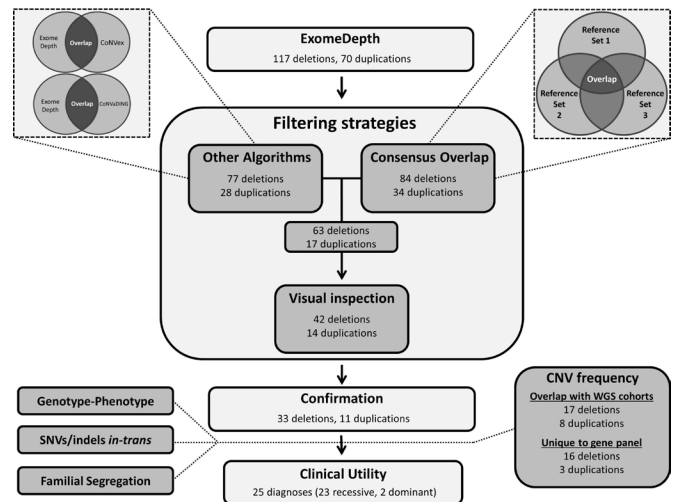 Exome
Depth
Overlap
CoNVex
Exome
Depth
Overlap
CoNVaDING
ExomeDepth
117 deletions, 70 duplications
Reference
Set 1
Overlap
Reference
Set
2
Reference
Set
3
Filtering strategies
Other Algorithms
77 deletions
28 duplications
Consensus Overlap
84 deletions
34 duplications
63 deletions
17 duplications
Visual inspection
42 deletions
14 duplications
Genotype-Phenotype
SNVs/indels in-trans
Familial Segregation
Confirmation
33 deletions, 11 duplications
Clinical Utility
25 diagnoses (23 recessive, 2 dominant)
CNV frequency
Overlap with WGS cohorts
17 deletions
8 duplications
Unique to gene panel
16 deletions
3 duplications